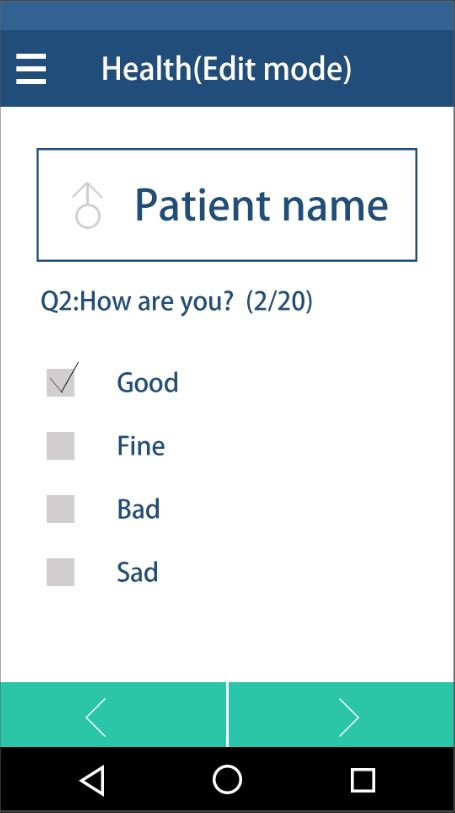 Health(Edit mode)
Patient name
Q2:How are you? (2/20)
Good
Fine
Bad
Sad